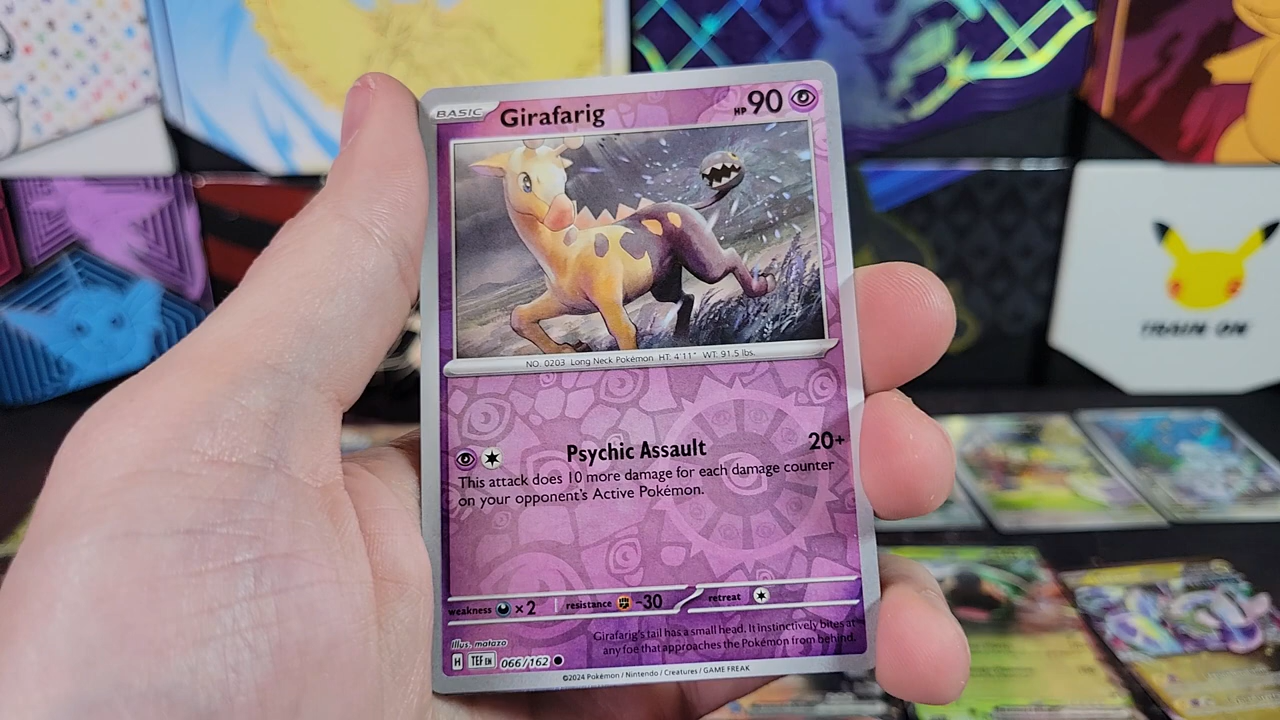 BASIC Girafarig HP 90
NO. 0203 Long Neck Pokémon HT: 4'11" WT: 91.5 lbs.
Psychic Assault 20+
This attack does 10 more damage for each damage counter
on your opponent's Active Pokémon.
weakness ×2 resistance -30 retreat
Illus. matazo
Girafarig's tail has a small head. It instinctively bites at
any foe that approaches the Pokémon from behind.
H TEF EN 066/162
©2024 Pokémon / Nintendo / Creatures / GAME FREAK
TRAIN ON